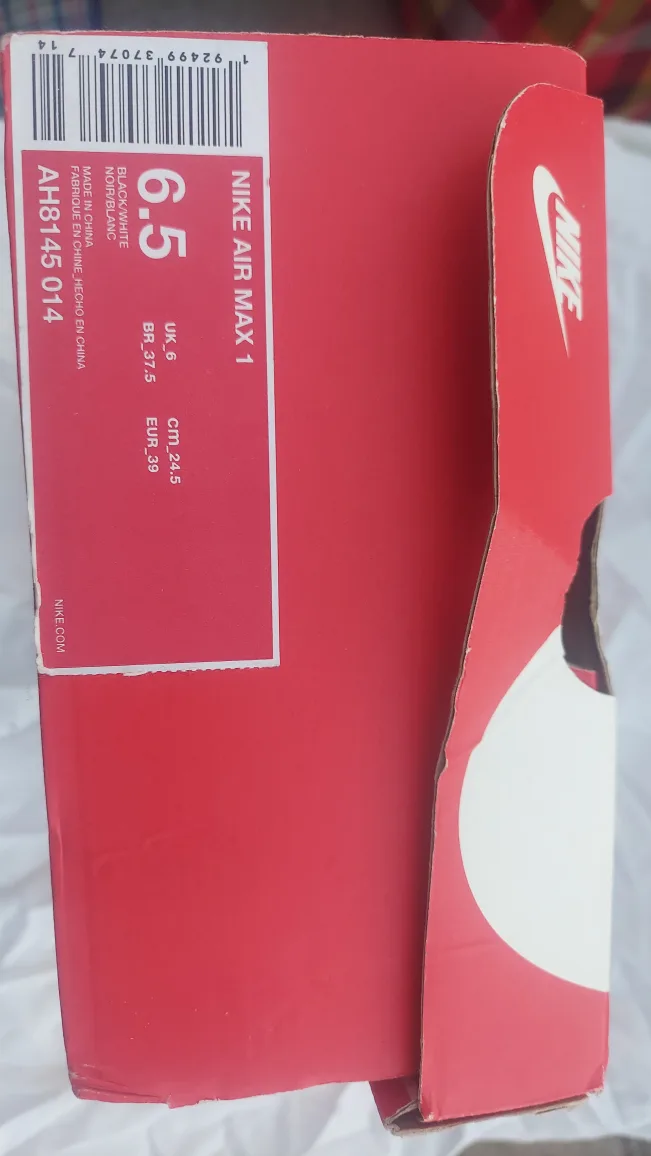 NIKE AIR MAX 1
6.5
UK_6 cm_24.5
BR_37.5 EUR_39
BLACK/WHITE
NOIR/BLANC
MADE IN CHINA
FABRIQUE EN CHINE_HECHO EN CHINA
AH8145 014
NIKE.COM
1 92499 37074 7 14
NIKE